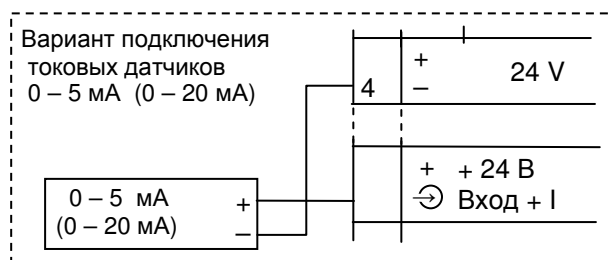 Вариант подключения
токовых датчиков
0 – 5 мА (0 – 20 мА)
4
+
–
24 V
+ + 24 В
Вход + I
0 – 5 мА
(0 – 20 мА)
+
–